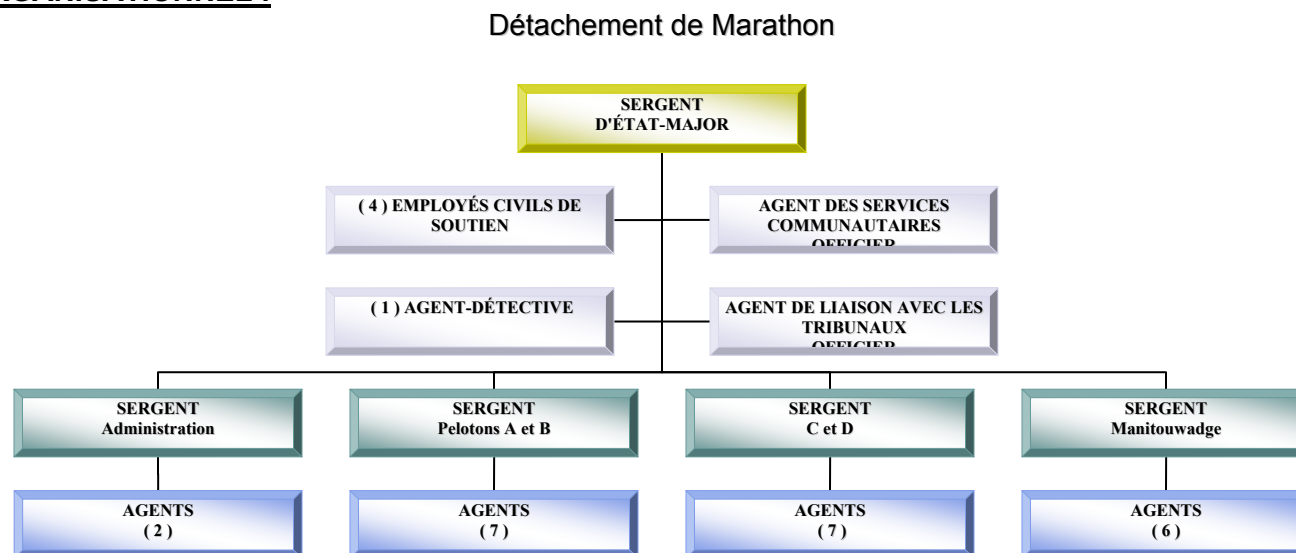 Détachement de Marathon
SERGENT
D'ÉTAT-MAJOR
( 4 ) EMPLOYÉS CIVILS DE
SOUTIEN
AGENT DES SERVICES
COMMUNAUTAIRES
OFFICIER
( 1 ) AGENT-DÉTECTIVE
AGENT DE LIAISON AVEC LES
TRIBUNAUX
OFFICIER
SERGENT
Administration
SERGENT
Pelotons A et B
SERGENT
C et D
SERGENT
Manitouwadge
AGENTS
( 2 )
AGENTS
( 7 )
AGENTS
( 7 )
AGENTS
( 6 )